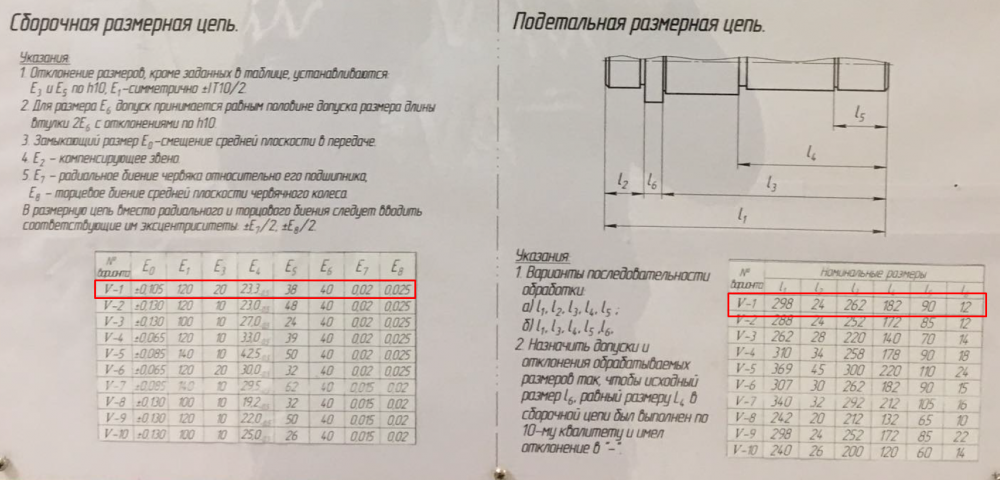 Сборочная размерная цепь.
Указания
1. Отклонение размеров, кроме заданных в таблице, устанавливаются
E3 и E5 по h10, E1-симметрично ±IT10/2.
2. Для размера E6 допуск принимается равным половине допуска размера длины
втулки 2E6 с отклонениями по h10.
3. Замыкающий размер E0-смещение средней плоскости в передаче.
4. E2 - компенсирующее звено.
5. E7 - радиальное биение червяка относительно его подшипника,
E8 - торцевое биение средней плоскости червячного колеса.
В размерную цепь вместо радиального и торцового биения следует вводить
соответствующие им эксцентриситеты: ±E7/2, ±E8/2.
№ варианта E0 E1 E3 E4 E5 E6 E7 E8
V-1 ±0,105 120 20 23.3 38 40 0,02 0,025
V-2 ±0,130 120 10 23.0 48 40 0,02 0,025
V-3 ±0,130 100 10 27.0 24 40 0,02 0,025
V-4 ±0,065 120 10 33.0 39 40 0,02 0,025
V-5 ±0,085 140 10 42.5 50 40 0,02 0,025
V-6 ±0,065 120 20 30.0 32 40 0,02 0,025
V-7 ±0,085 140 10 29.5 62 40 0,015 0,02
V-8 ±0,130 100 10 19.2 32 40 0,015 0,02
V-9 ±0,130 120 10 22.0 50 40 0,015 0,02
V-10 ±0,130 100 10 25.0 26 40 0,015 0,02
Подетальная размерная цепь.
l5
l4
l2 l6 l3
l1
Указания
1. Варианты последовательности
обработки:
а) l1, l2, l3, l4, l5 ;
б) l1, l3, l4, l5 ,l6.
2. Назначить допуски и
отклонения обрабатываемых
размеров так, чтобы исходный
размер l6, равный размеру L4 в
сборочной цепи был выполнен по
10-му квалитету и имел
отклонение в "-".
№ варианта Номинальные размеры
l1 l2 l3 l4 l5 l6
V-1 298 24 262 182 90 12
V-2 288 24 252 172 85 12
V-3 262 28 220 140 70 14
V-4 310 34 258 178 90 18
V-5 369 45 300 220 110 24
V-6 307 30 262 182 90 15
V-7 340 32 292 212 105 16
V-8 242 20 212 132 65 10
V-9 298 24 252 172 85 22
V-10 240 26 200 120 60 14